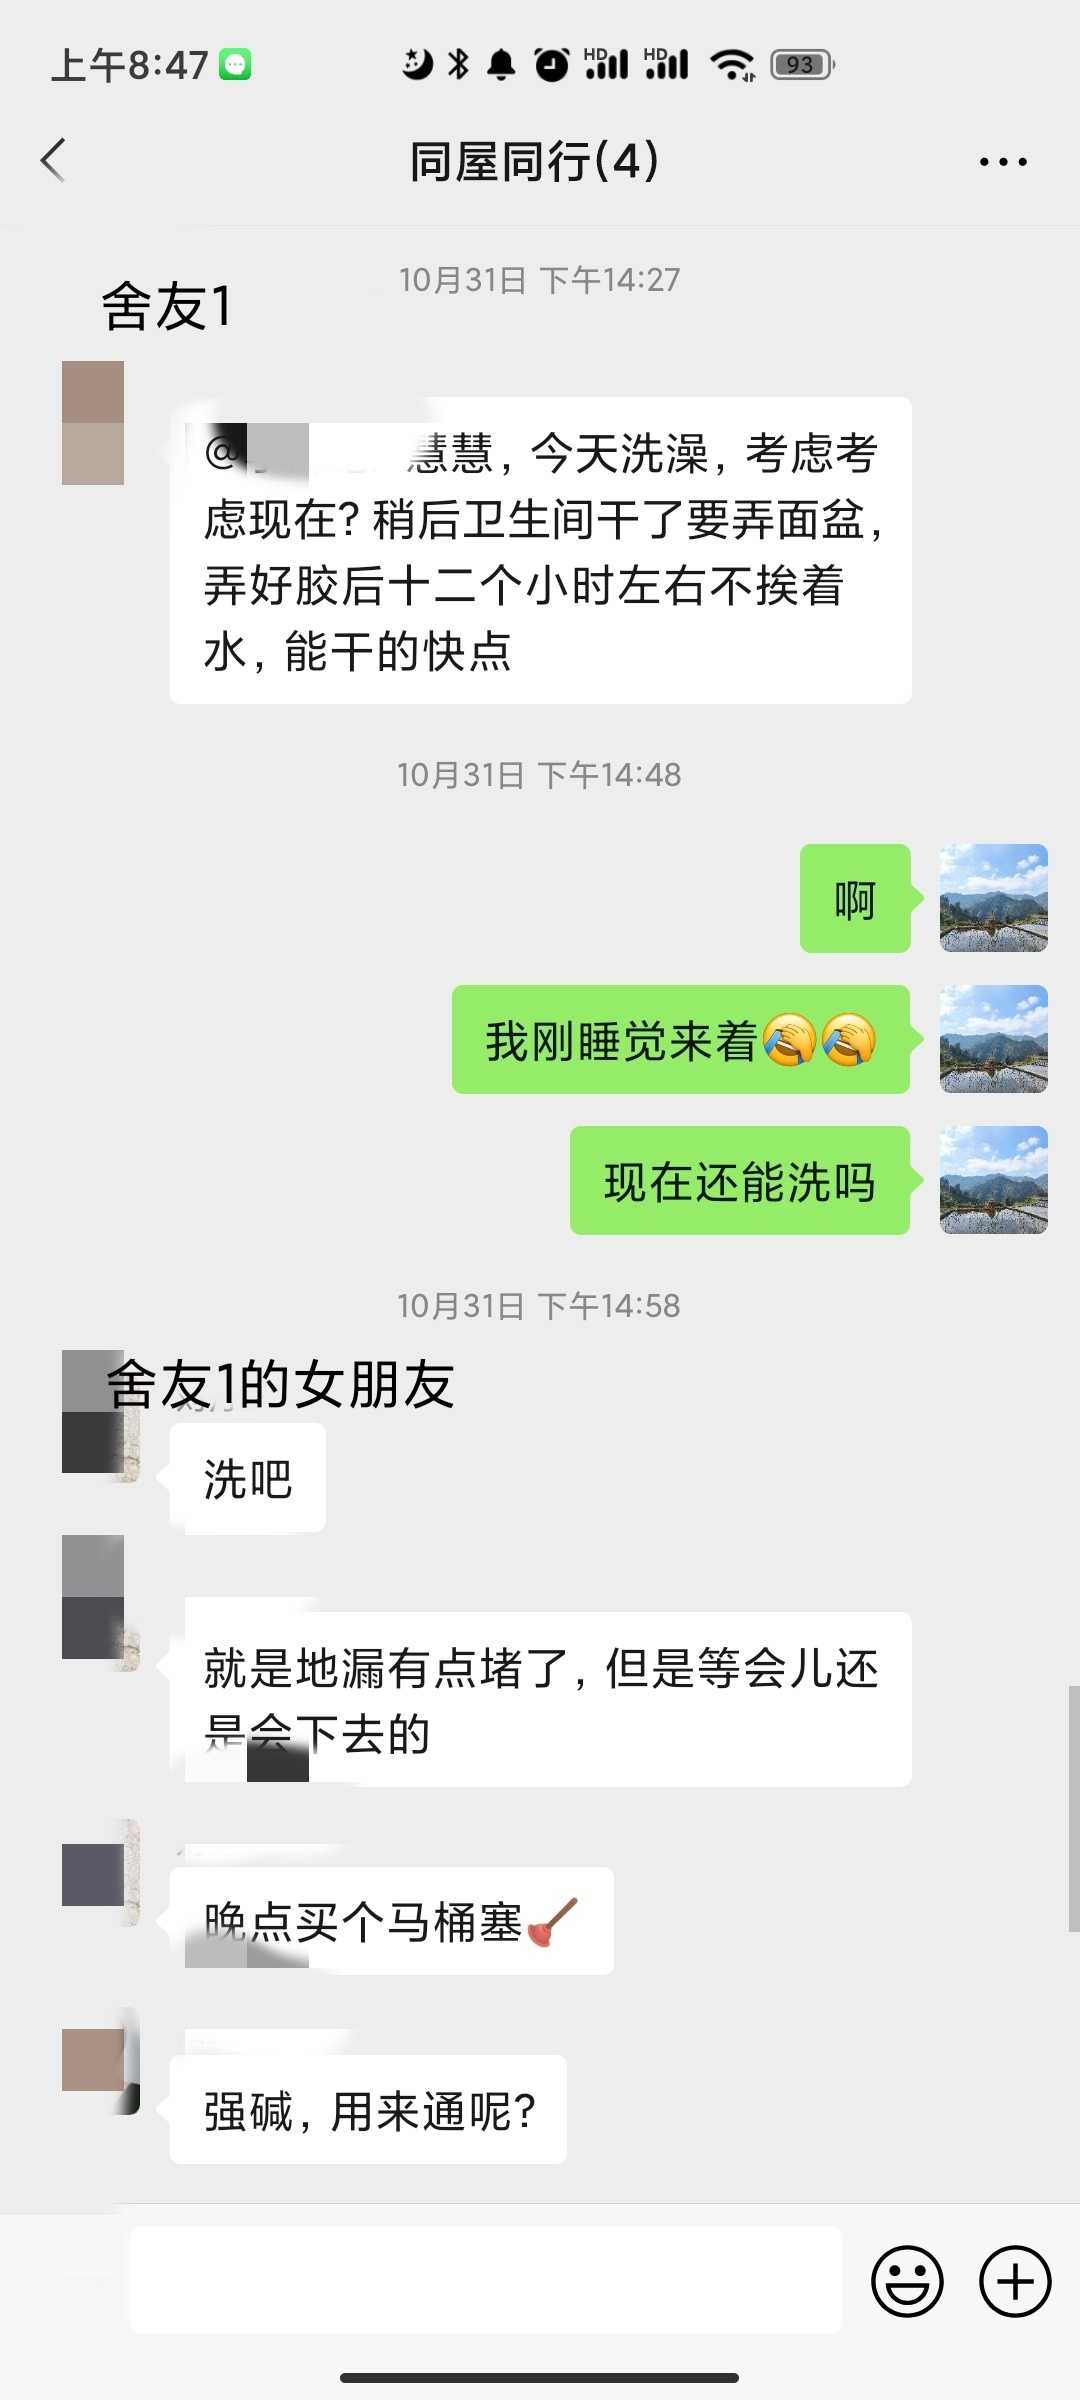 上午8:47
HD HD 93
同屋同行(4)
10月31日 下午14:27
舍友1
@慧慧，今天洗澡，考虑考
虑现在？稍后卫生间干了要弄面盆，
弄好胶后十二个小时左右不挨着
水，能干的快点
10月31日 下午14:48
啊
我刚睡觉来着🤣🤣
现在还能洗吗
10月31日 下午14:58
舍友1的女朋友
洗吧
就是地漏有点堵了，但是等会儿还
是会下去的
晚点买个马桶塞🪠
强碱，用来通呢？